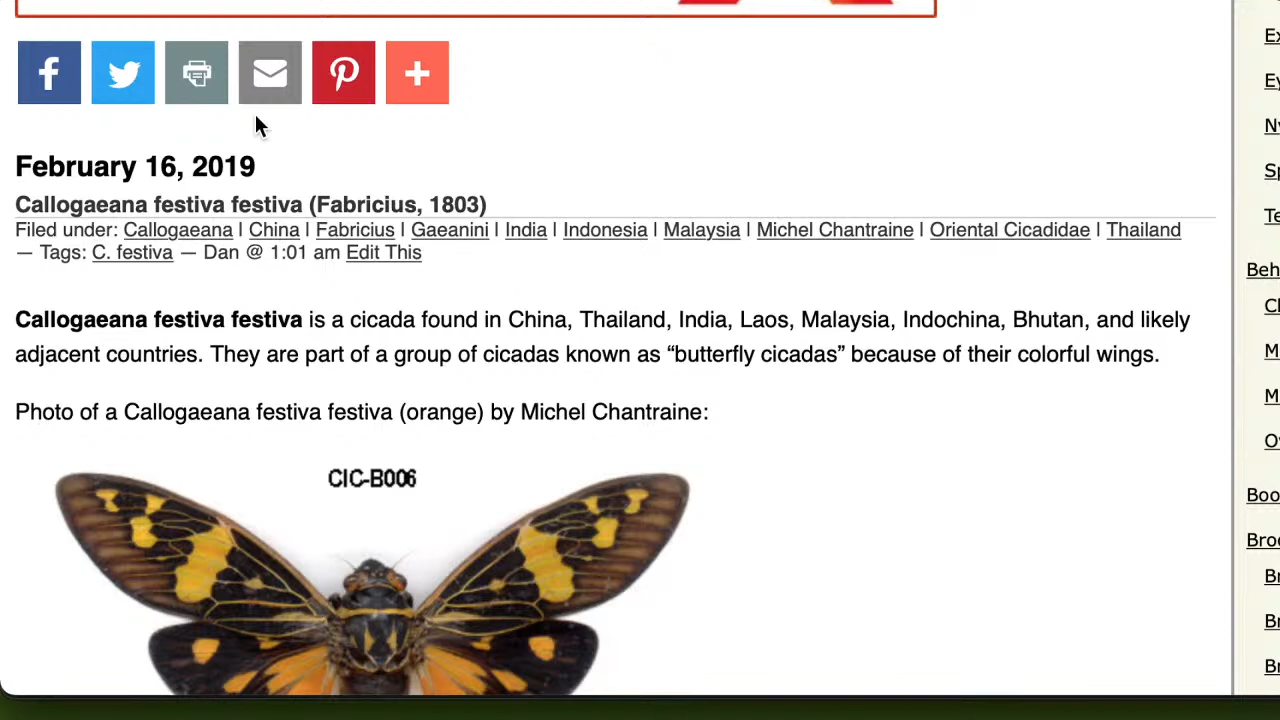 February 16, 2019
Callogaeana festiva festiva (Fabricius, 1803)
Filed under: Callogaeana | China | Fabricius | Gaeanini | India | Indonesia | Malaysia | Michel Chantraine | Oriental Cicadidae | Thailand
— Tags: C. festiva — Dan @ 1:01 am Edit This
Callogaeana festiva festiva is a cicada found in China, Thailand, India, Laos, Malaysia, Indochina, Bhutan, and likely
adjacent countries. They are part of a group of cicadas known as “butterfly cicadas” because of their colorful wings.
Photo of a Callogaeana festiva festiva (orange) by Michel Chantraine:
CIC-B006